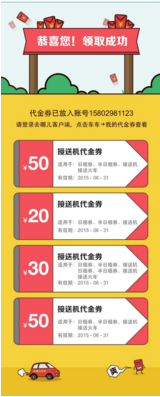 恭喜您！领取成功
代金券已放入账号15802981123
请登录去哪儿客户端，点击车车→我的代金券查看
¥50
接送机代金券
适用于：日租券、半日租券、接送机
接送火车
有效期：2015 - 08 - 31
¥20
接送机代金券
适用于：日租券、半日租券、接送机
接送火车
有效期：2015 - 08 - 31
¥30
接送机代金券
适用于：日租券、半日租券、接送机
接送火车
有效期：2015 - 08 - 31
¥50
接送机代金券
适用于：日租券、半日租券、接送机
接送火车
有效期：2015 - 08 - 31